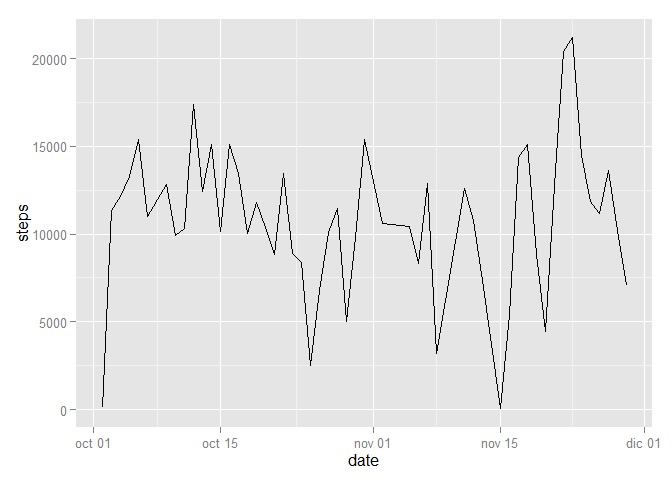 20000
15000
10000
5000
0
steps
oct 01
oct 15
nov 01
nov 15
dic 01
date